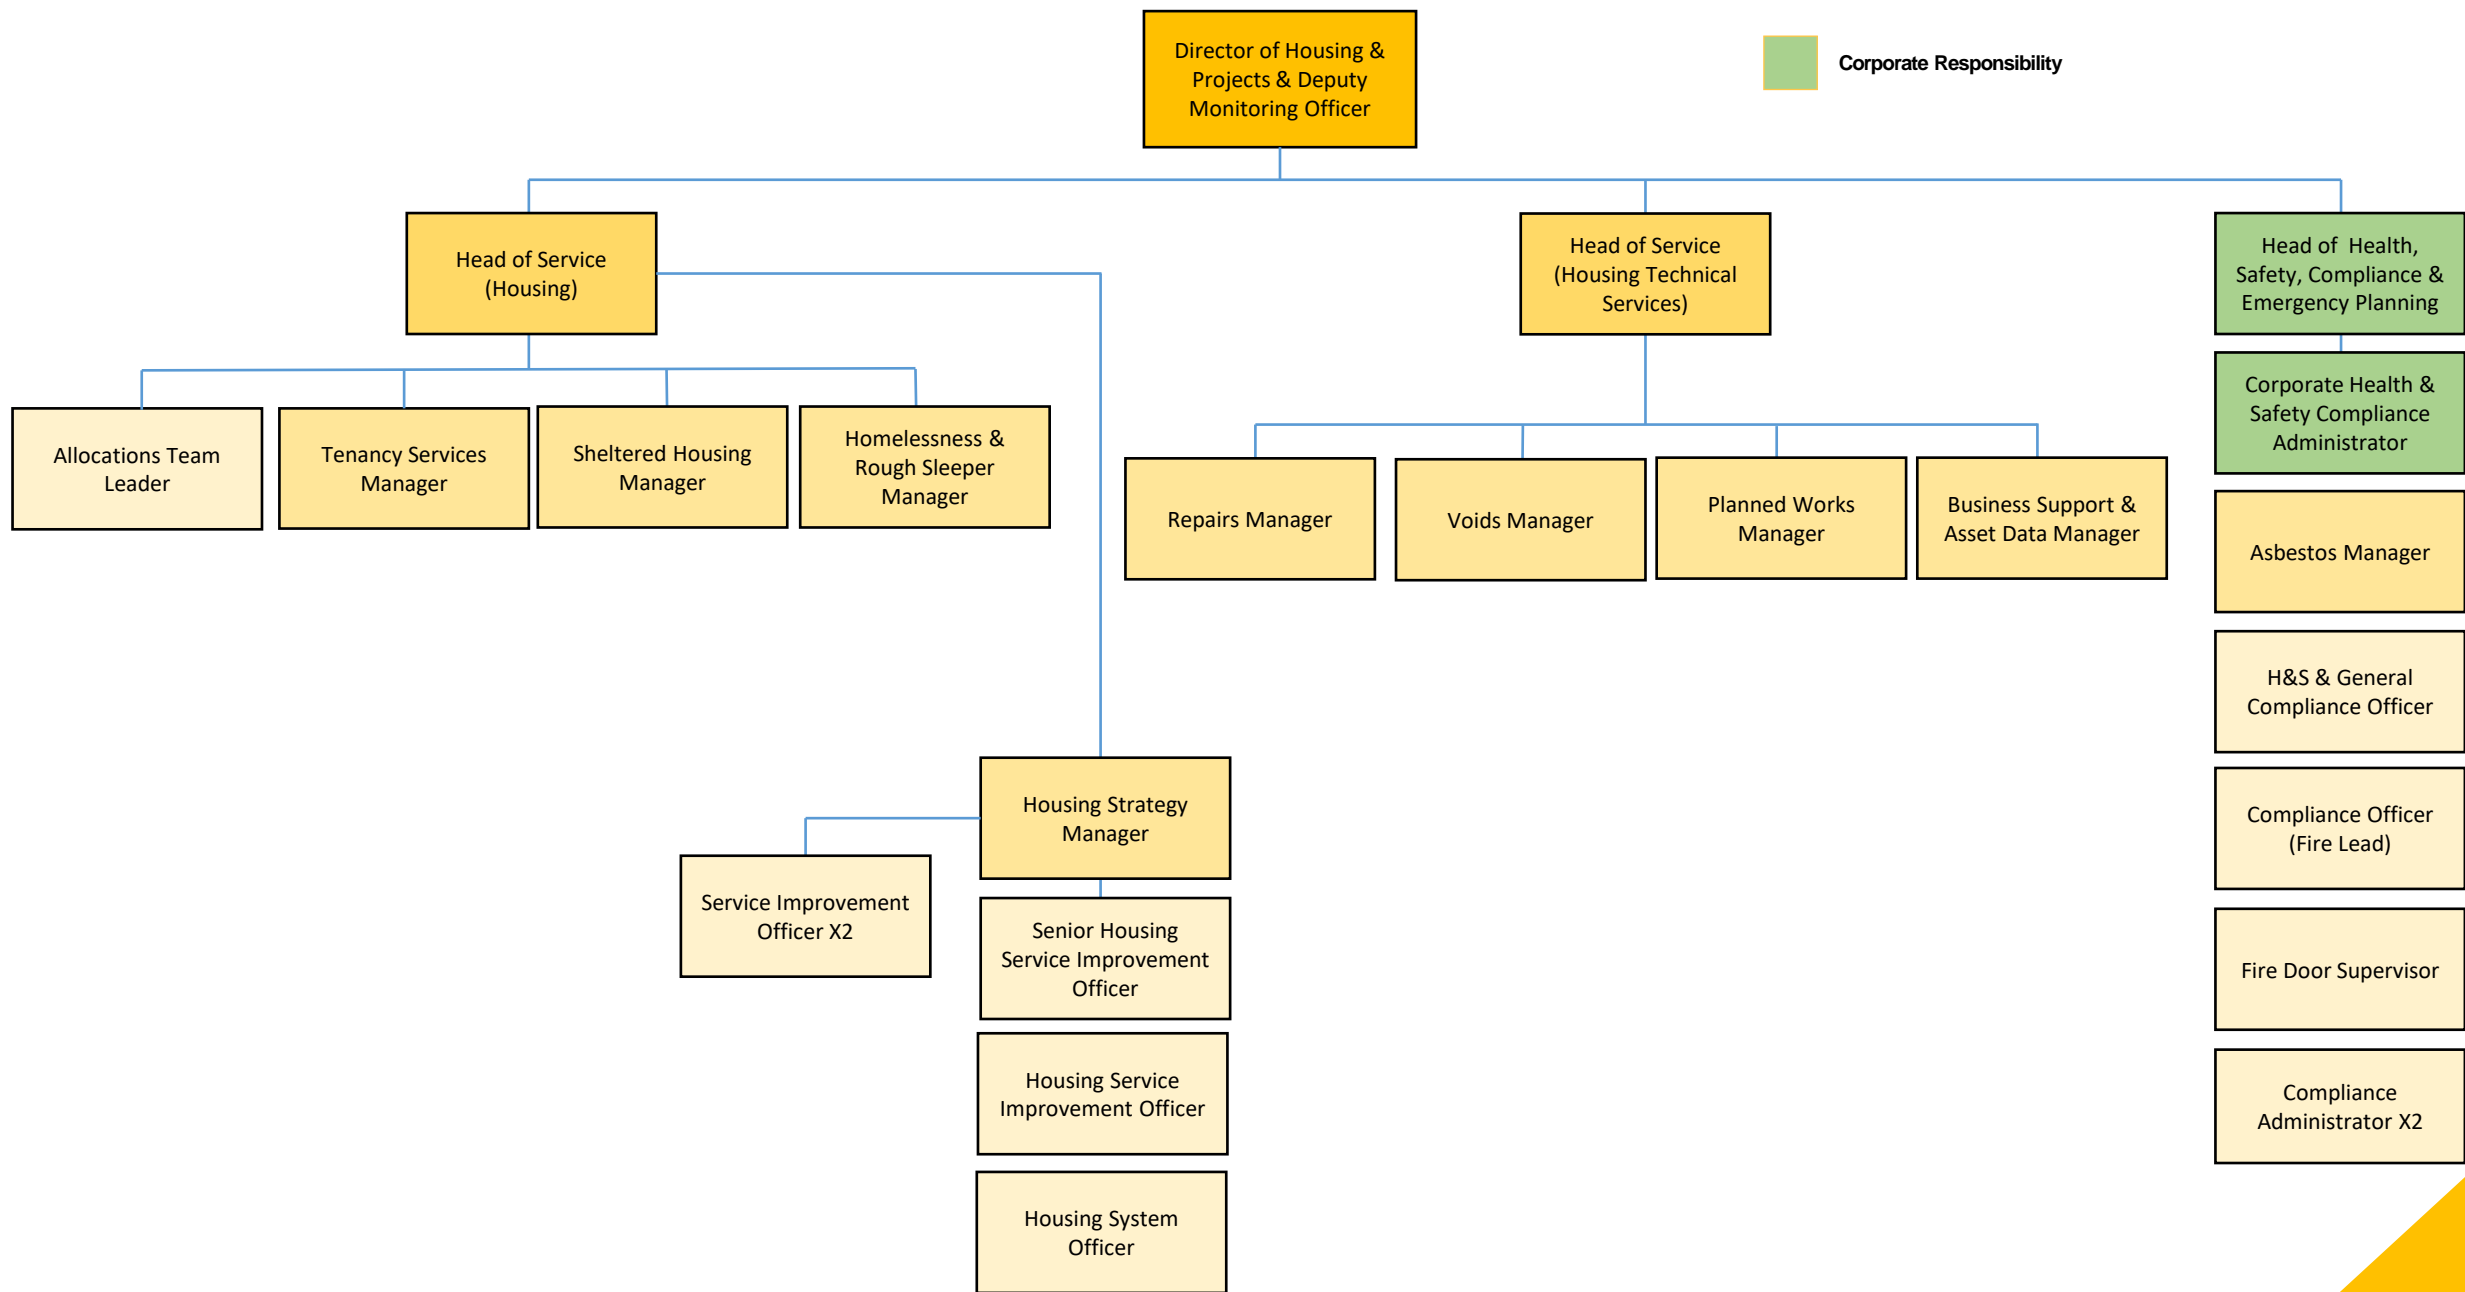 Director of Housing &
Projects & Deputy
Monitoring Officer
Corporate Responsibility
Head of Service
(Housing)
Head of Service
(Housing Technical
Services)
Head of Health,
Safety, Compliance &
Emergency Planning
Allocations Team
Leader
Tenancy Services
Manager
Sheltered Housing
Manager
Homelessness &
Rough Sleeper
Manager
Repairs Manager
Voids Manager
Planned Works
Manager
Business Support &
Asset Data Manager
Corporate Health &
Safety Compliance
Administrator
Asbestos Manager
H&S & General
Compliance Officer
Compliance Officer
(Fire Lead)
Fire Door Supervisor
Compliance
Administrator X2
Housing Strategy
Manager
Service Improvement
Officer X2
Senior Housing
Service Improvement
Officer
Housing Service
Improvement Officer
Housing System
Officer